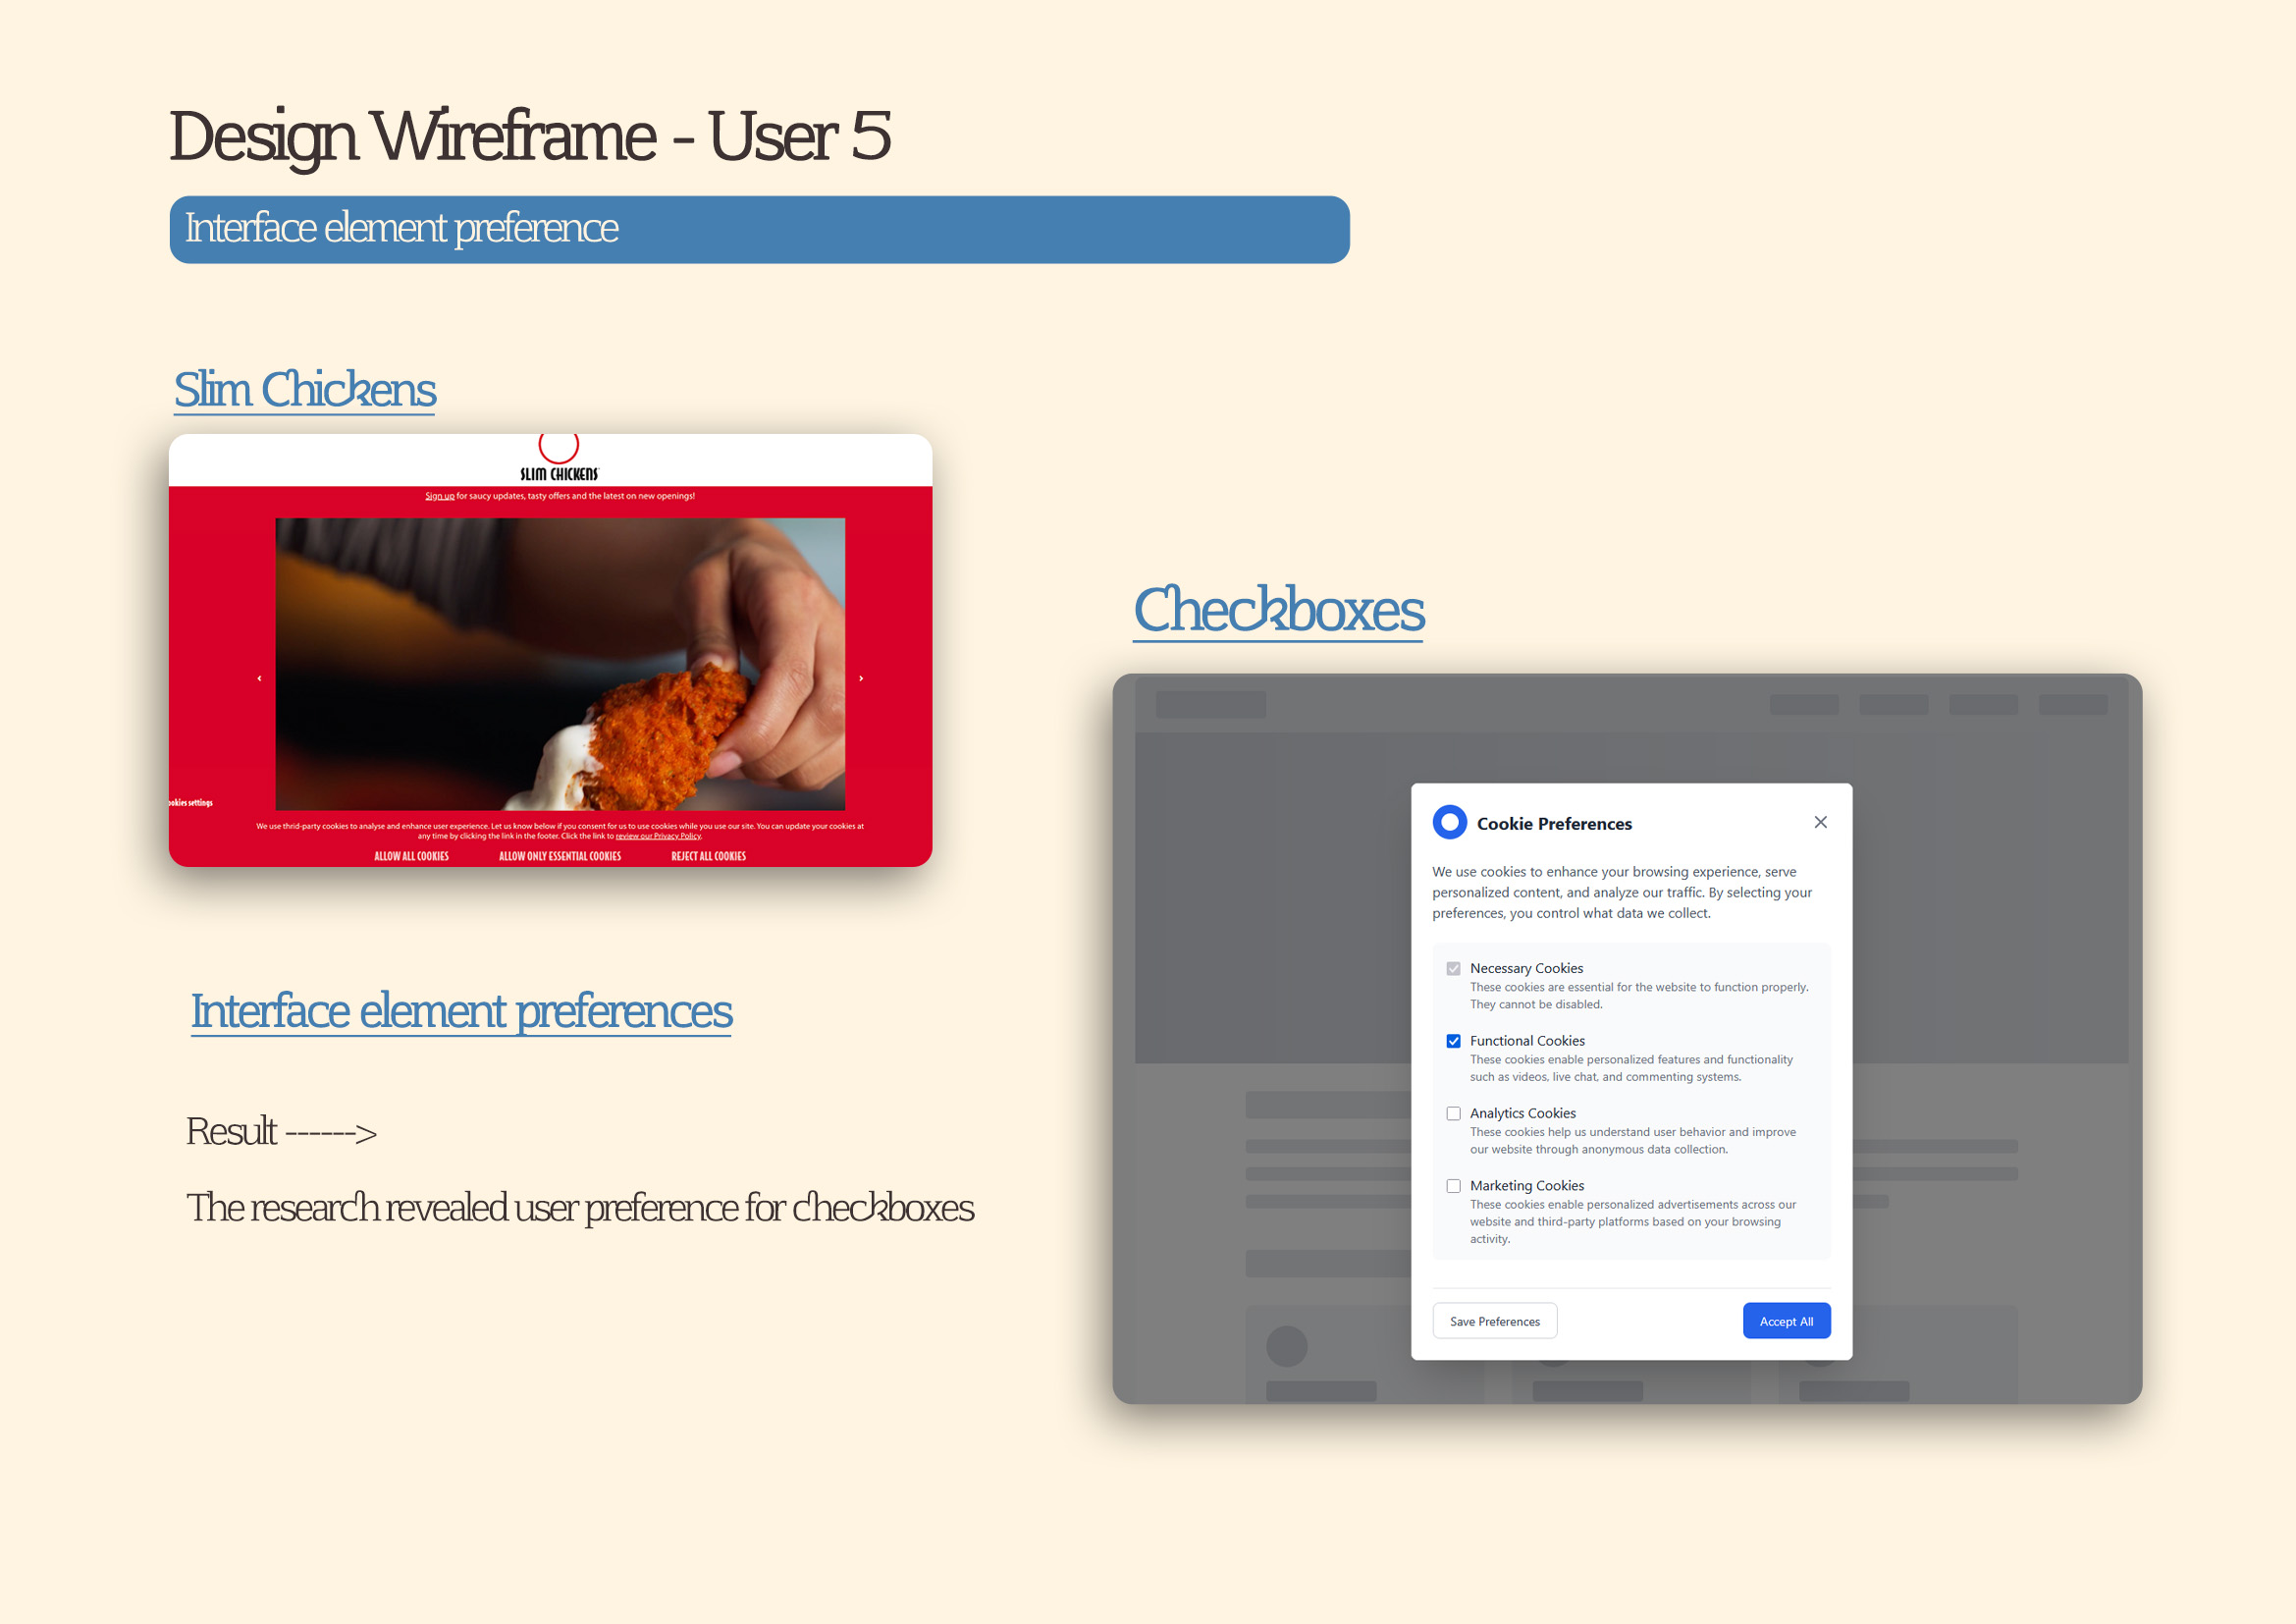 Design Wireframe - User 5
Interface element preference
Slim Chickens
SLIM CHICKENS
Sign up for saucy updates, tasty offers and the latest on new openings!
‹
›
ookies settings
We use thrid-party cookies to analyse and enhance user experience. Let us know below if you consent for us to use cookies while you use our site. You can update your cookies at
any time by clicking the link in the footer. Click the link to review our Privacy Policy.
ALLOW ALL COOKIES ALLOW ONLY ESSENTIAL COOKIES REJECT ALL COOKIES
Interface element preferences
Result ------>
The research revealed user preference for checkboxes
Checkboxes
Cookie Preferences
We use cookies to enhance your browsing experience, serve
personalized content, and analyze our traffic. By selecting your
preferences, you control what data we collect.
Necessary Cookies
These cookies are essential for the website to function properly.
They cannot be disabled.
Functional Cookies
These cookies enable personalized features and functionality
such as videos, live chat, and commenting systems.
Analytics Cookies
These cookies help us understand user behavior and improve
our website through anonymous data collection.
Marketing Cookies
These cookies enable personalized advertisements across our
website and third-party platforms based on your browsing
activity.
Save Preferences Accept All